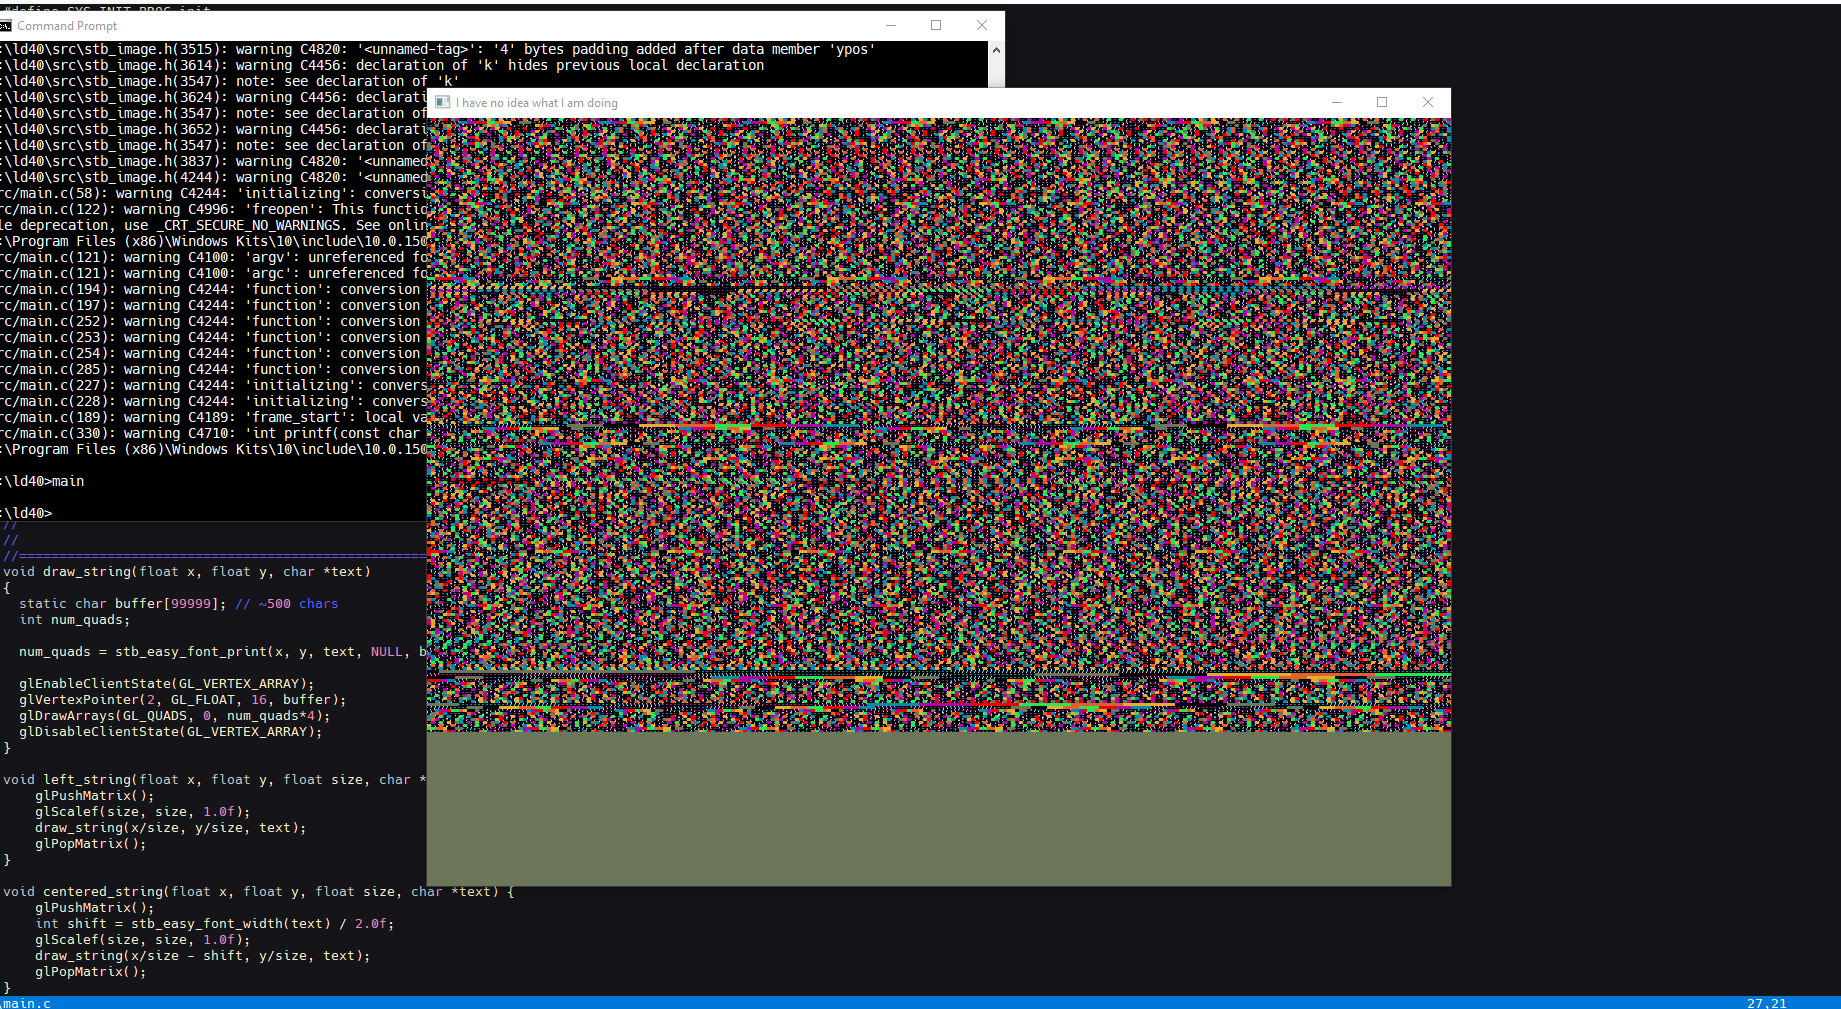 #define SYS_INIT_PROC init
Command Prompt
:\ld40\src\stb_image.h(3515): warning C4820: '<unnamed-tag>': '4' bytes padding added after data member 'ypos'
:\ld40\src\stb_image.h(3614): warning C4456: declaration of 'k' hides previous local declaration
:\ld40\src\stb_image.h(3547): note: see declaration of 'k'
:\ld40\src\stb_image.h(3624): warning C4456: declarati
:\ld40\src\stb_image.h(3547): note: see declaration of
:\ld40\src\stb_image.h(3652): warning C4456: declarati
:\ld40\src\stb_image.h(3547): note: see declaration of
:\ld40\src\stb_image.h(3837): warning C4820: '<unnamed
:\ld40\src\stb_image.h(4244): warning C4820: '<unnamed
rc/main.c(58): warning C4244: 'initializing': conversi
rc/main.c(122): warning C4996: 'freopen': This functio
le deprecation, use _CRT_SECURE_NO_WARNINGS. See onlin
:\Program Files (x86)\Windows Kits\10\include\10.0.150
rc/main.c(121): warning C4100: 'argv': unreferenced fo
rc/main.c(121): warning C4100: 'argc': unreferenced fo
rc/main.c(194): warning C4244: 'function': conversion
rc/main.c(197): warning C4244: 'function': conversion
rc/main.c(252): warning C4244: 'function': conversion
rc/main.c(253): warning C4244: 'function': conversion
rc/main.c(254): warning C4244: 'function': conversion
rc/main.c(285): warning C4244: 'function': conversion
rc/main.c(227): warning C4244: 'initializing': convers
rc/main.c(228): warning C4244: 'initializing': convers
rc/main.c(189): warning C4189: 'frame_start': local va
rc/main.c(330): warning C4710: 'int printf(const char
:\Program Files (x86)\Windows Kits\10\include\10.0.150
:\ld40>main
:\ld40>
I have no idea what I am doing
//
//
//===================================================
void draw_string(float x, float y, char *text)
{
static char buffer[99999]; // ~500 chars
int num_quads;
num_quads = stb_easy_font_print(x, y, text, NULL, b
glEnableClientState(GL_VERTEX_ARRAY);
glVertexPointer(2, GL_FLOAT, 16, buffer);
glDrawArrays(GL_QUADS, 0, num_quads*4);
glDisableClientState(GL_VERTEX_ARRAY);
}
void left_string(float x, float y, float size, char *
glPushMatrix();
glScalef(size, size, 1.0f);
draw_string(x/size, y/size, text);
glPopMatrix();
}
void centered_string(float x, float y, float size, char *text) {
glPushMatrix();
int shift = stb_easy_font_width(text) / 2.0f;
glScalef(size, size, 1.0f);
draw_string(x/size - shift, y/size, text);
glPopMatrix();
}
\main.c
27,21